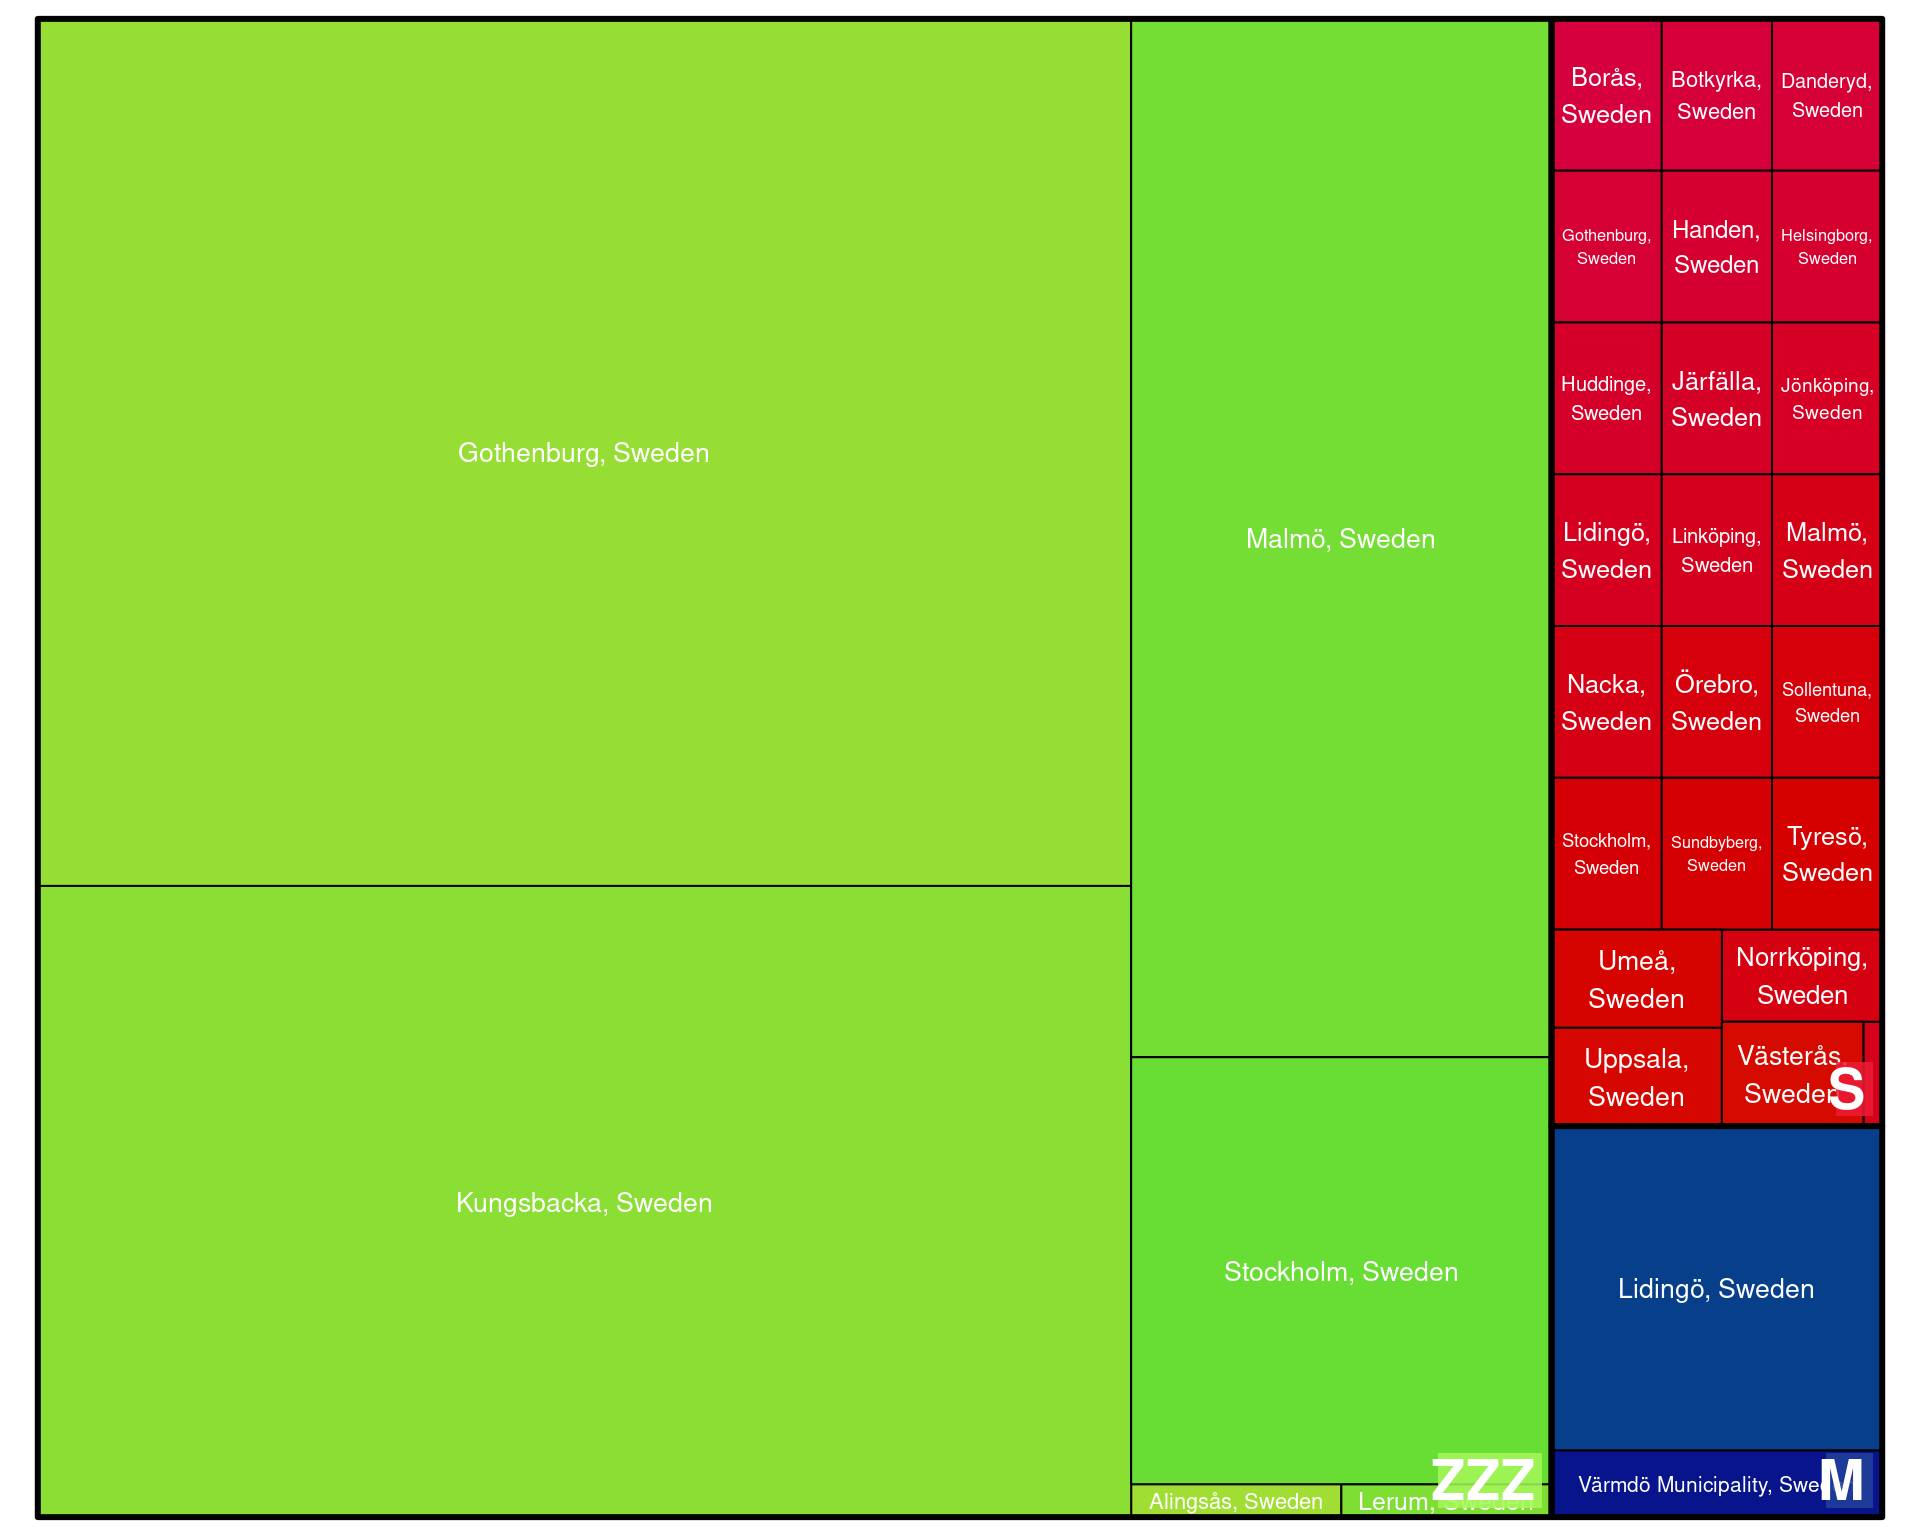 Gothenburg, Sweden
Kungsbacka, Sweden
Malmö, Sweden
Stockholm, Sweden
Alingsås, Sweden
Lerum, Sweden
ZZZ
Borås,
Sweden
Botkyrka,
Sweden
Danderyd,
Sweden
Gothenburg,
Sweden
Handen,
Sweden
Helsingborg,
Sweden
Huddinge,
Sweden
Järfälla,
Sweden
Jönköping,
Sweden
Lidingö,
Sweden
Linköping,
Sweden
Malmö,
Sweden
Nacka,
Sweden
Örebro,
Sweden
Sollentuna,
Sweden
Stockholm,
Sweden
Sundbyberg,
Sweden
Tyresö,
Sweden
Umeå,
Sweden
Norrköping,
Sweden
Uppsala,
Sweden
Västerås,
Sweden
S
Lidingö, Sweden
Värmdö Municipality, Sweden
M